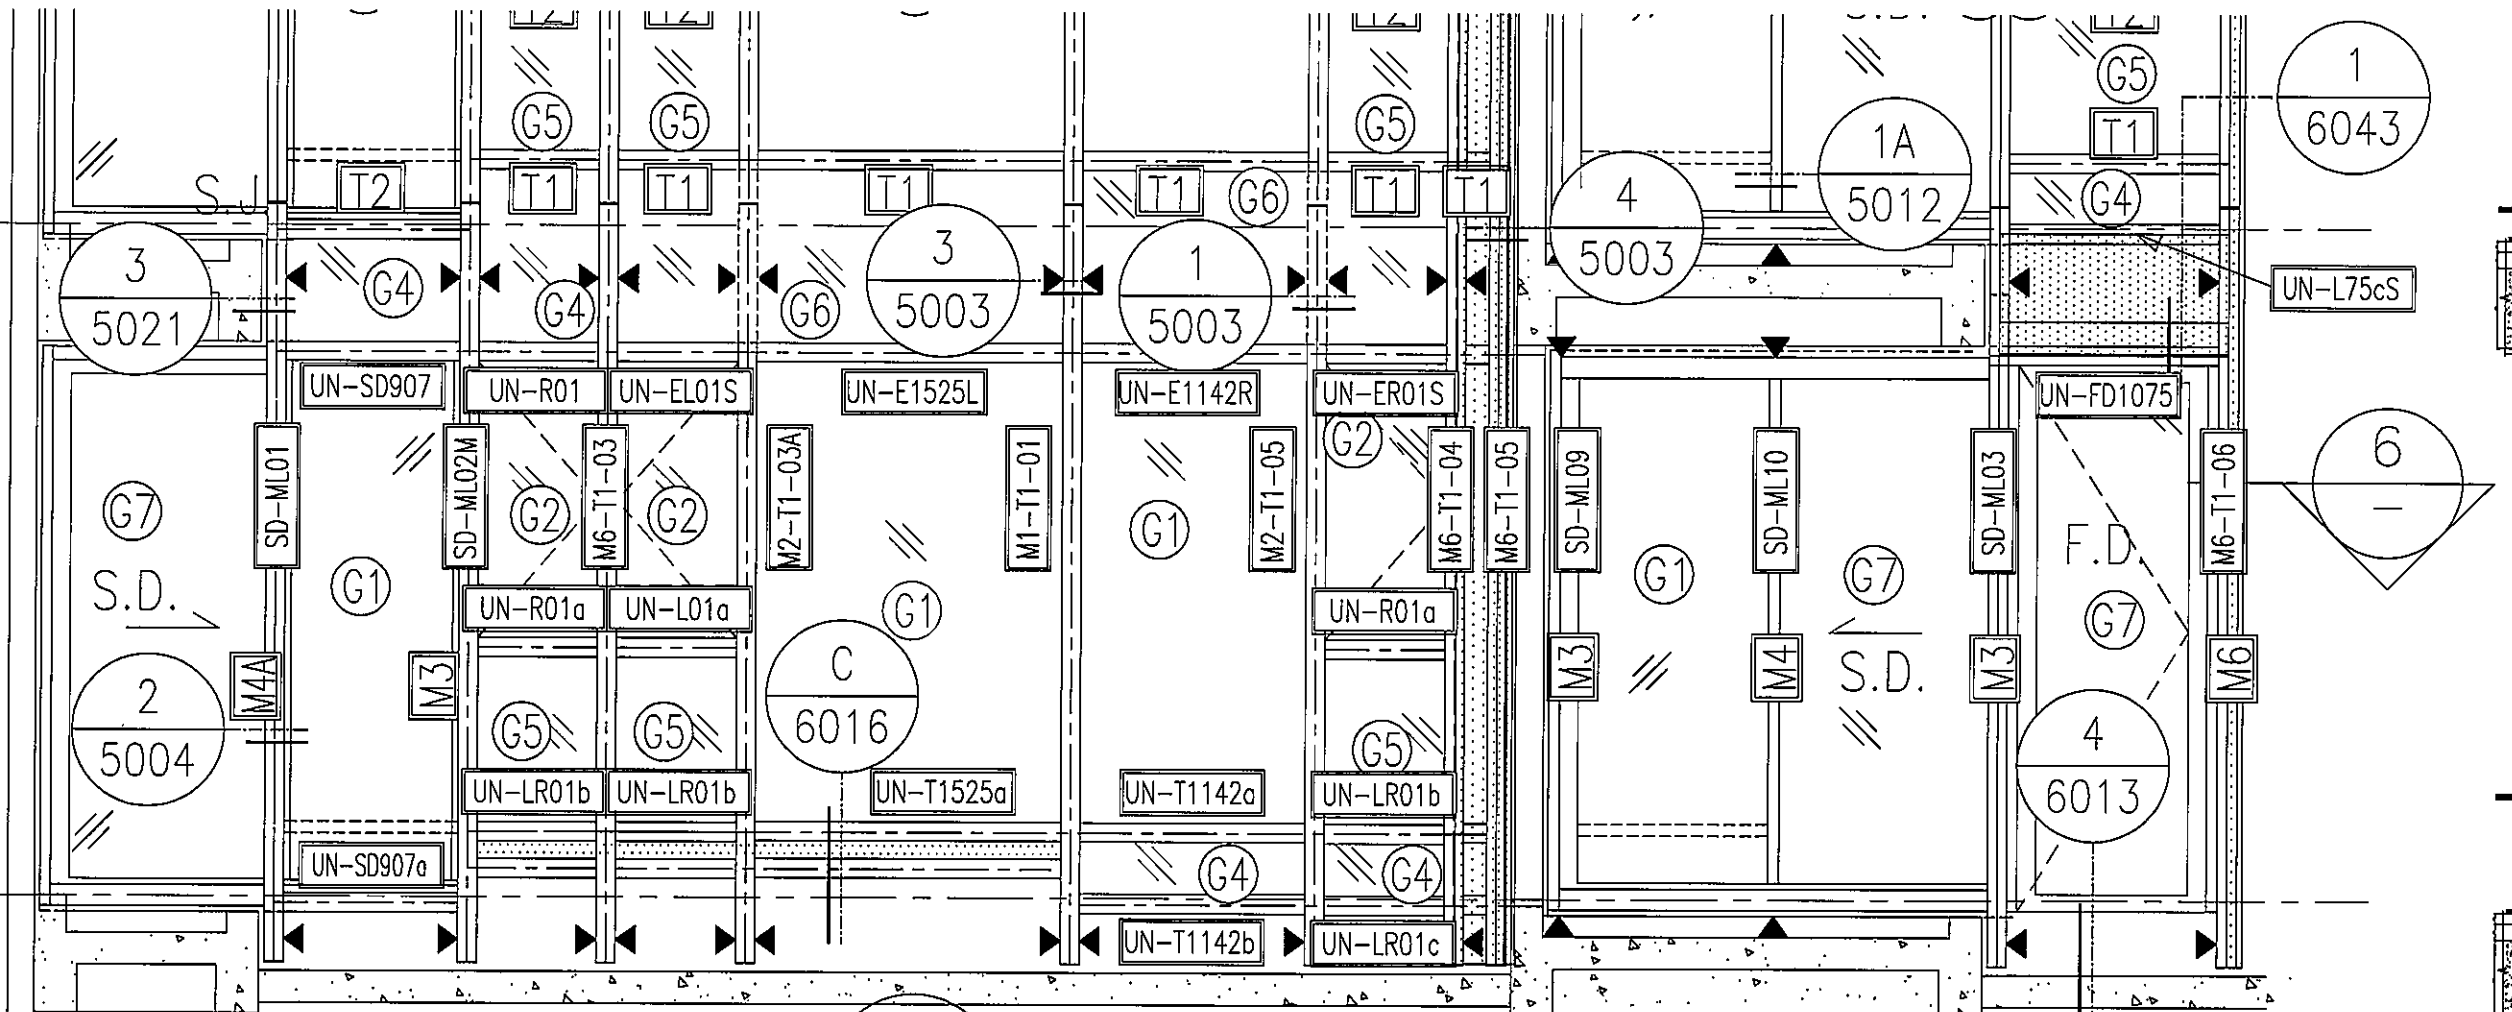 T2
T2
T2
S.D.
T2
G5
G5
G5
G5
1
6043
T2
T1
T1
T1
T1
G6
T1
T1
T1
1A
5012
G4
4
5003
3
5021
G4
G4
G6
3
5003
1
5003
UN-L75cS
UN-SD907
UN-R01
UN-EL01S
UN-E1525L
UN-E1142R
UN-ER01S
UN-FD1075
SD-ML01
SD-ML02M
M6-T1-03
M2-T1-03A
M1-T1-01
M2-T1-05
G2
M6-T1-04
M6-T1-05
SD-ML09
SD-ML10
SD-ML03
M6-T1-06
6
–
G7
S.D.
G1
G2
G2
G1
G1
G1
G7
F.D.
G7
UN-R01a
UN-L01a
UN-R01a
M4A
M3
M3
M4
S.D.
M3
M6
2
5004
G5
G5
C
6016
G5
4
6013
UN-LR01b
UN-LR01b
UN-T1525a
UN-T1142a
UN-LR01b
UN-SD907a
G4
G4
UN-T1142b
UN-LR01c